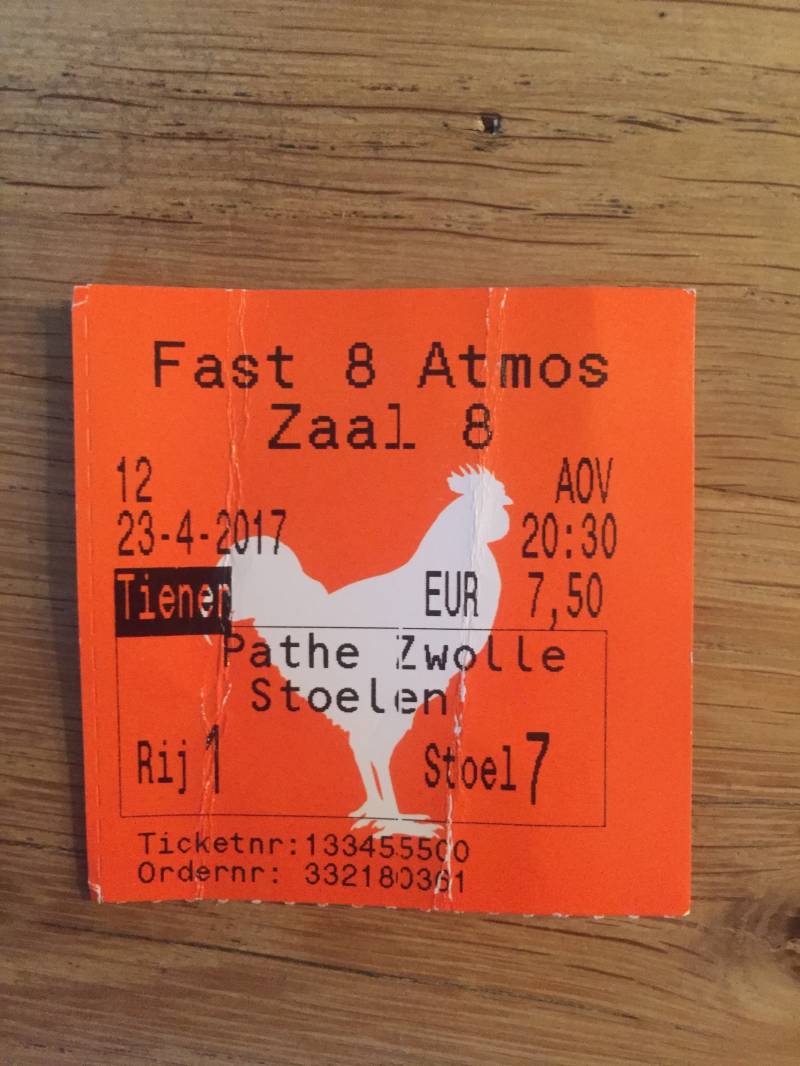 Fast 8 Atmos
Zaal 8
12 AOV
23-4-2017 20:30
Tiener EUR 7,50
Pathe Zwolle
Stoelen
Rij 1 Stoel 7
Ticketnr:133455500
Ordernr: 332180361